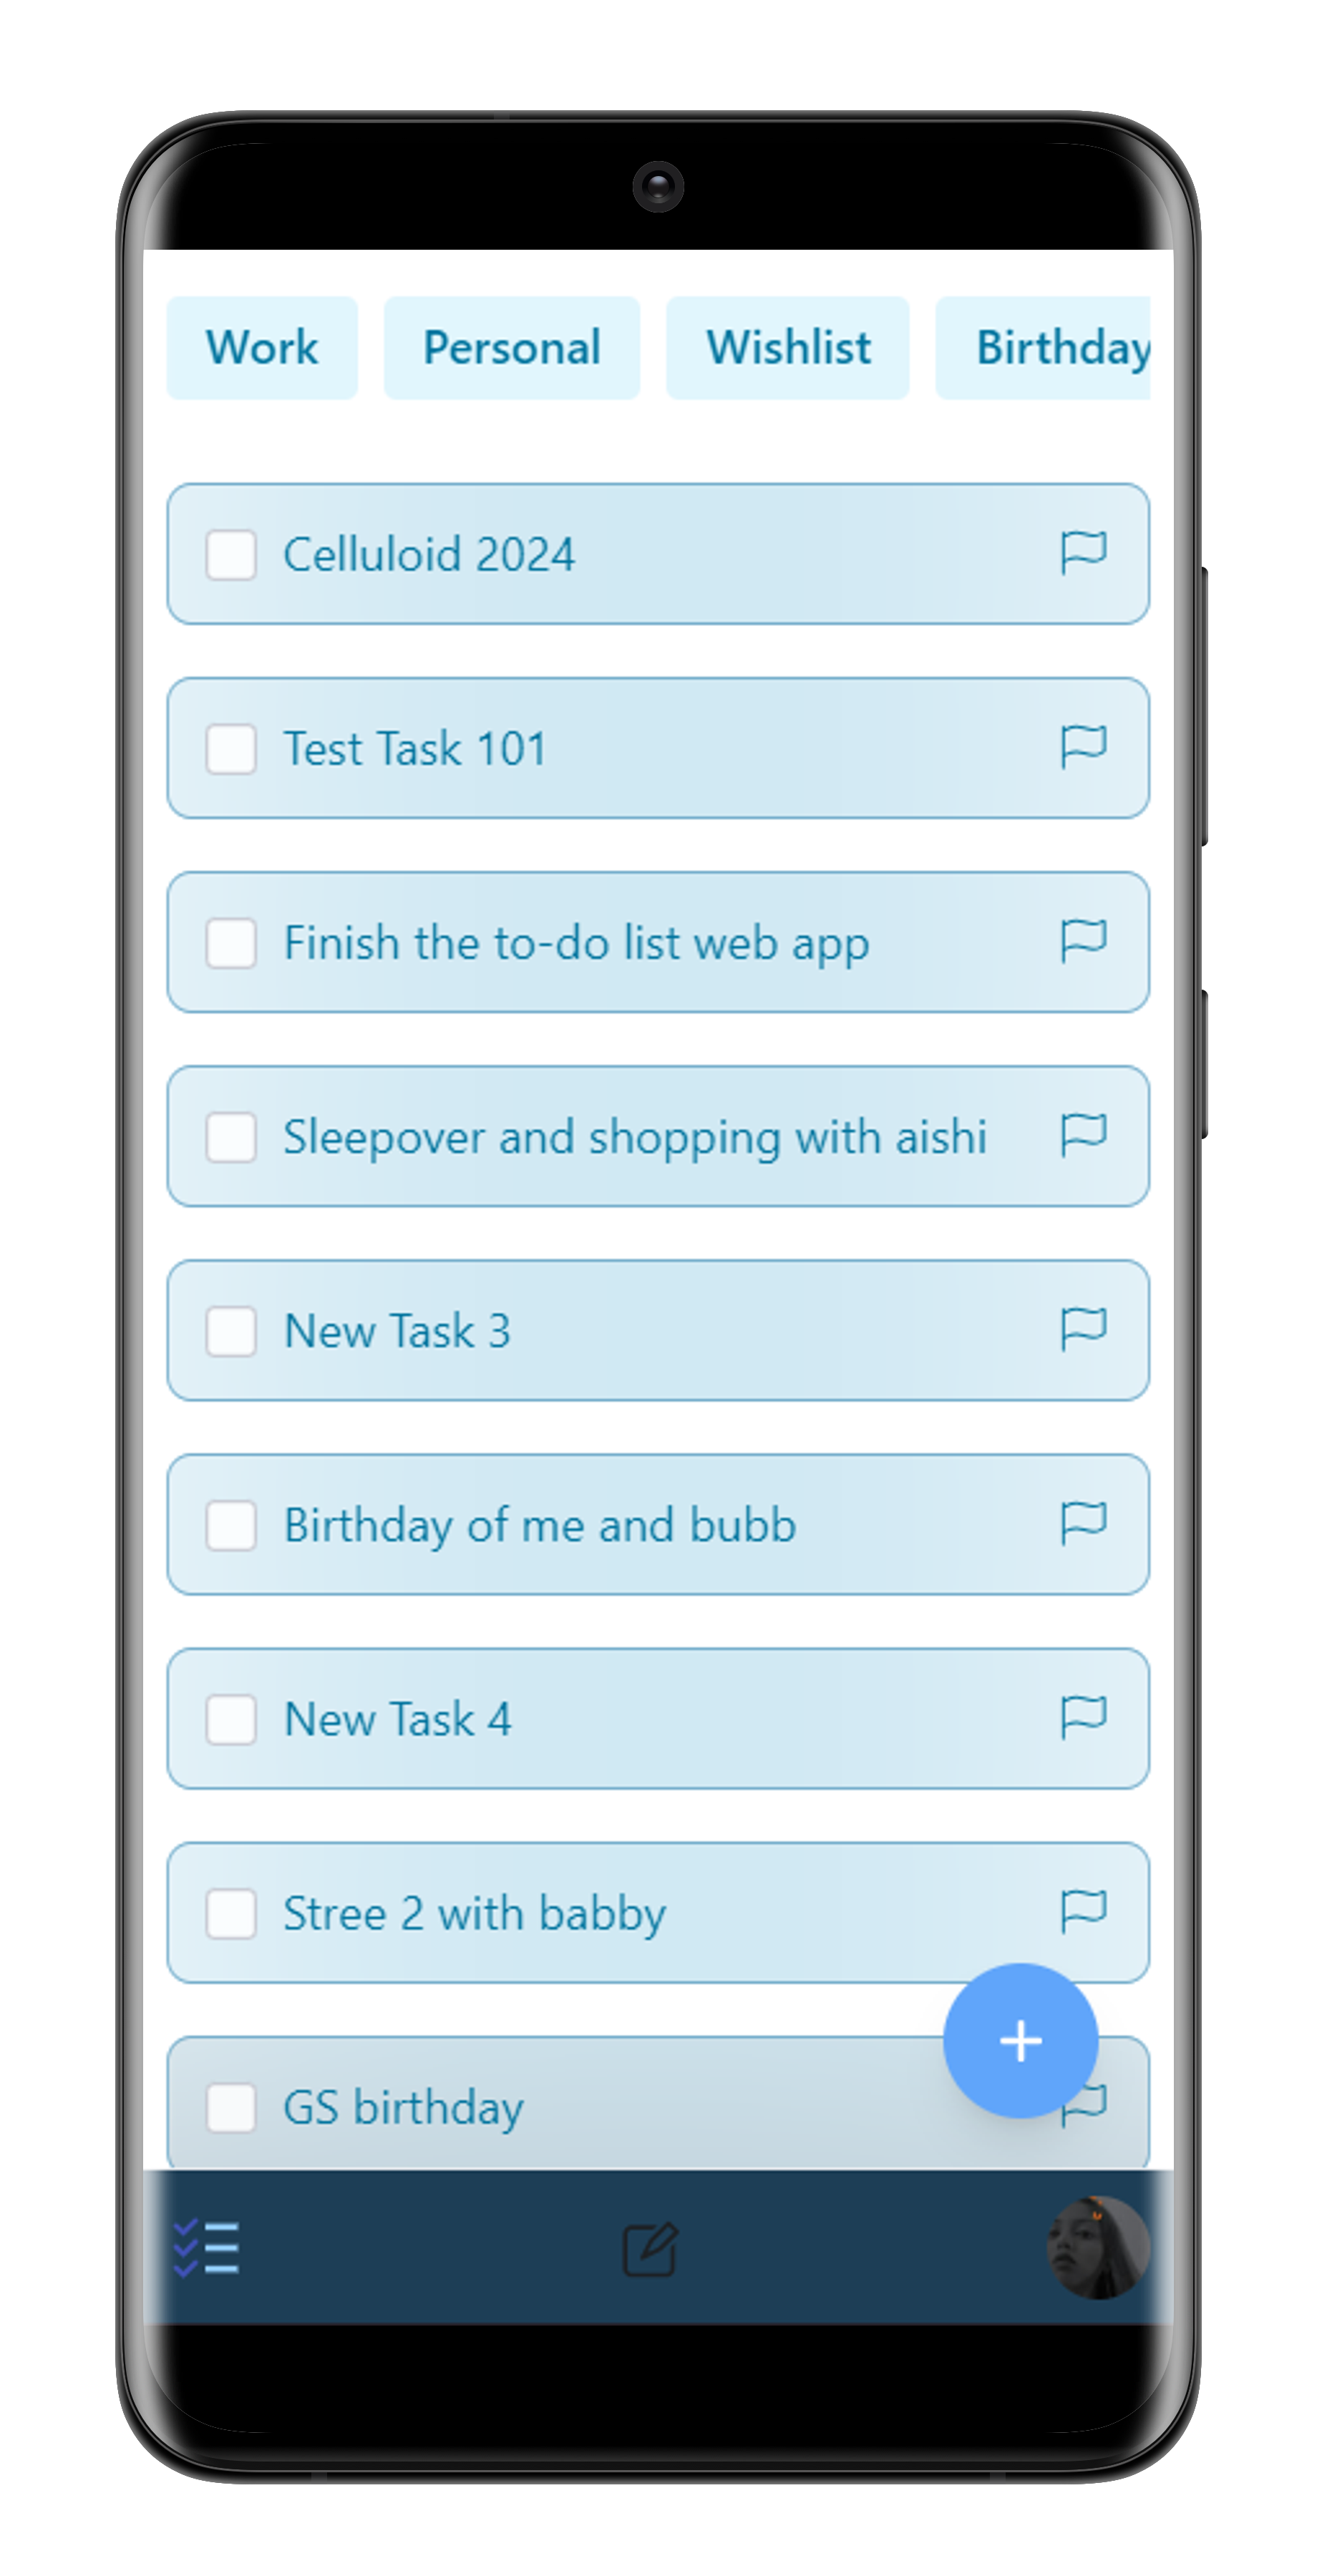 Work Personal Wishlist Birthday
Celluloid 2024
Test Task 101
Finish the to-do list web app
Sleepover and shopping with aishi
New Task 3
Birthday of me and bubb
New Task 4
Stree 2 with babby
GS birthday